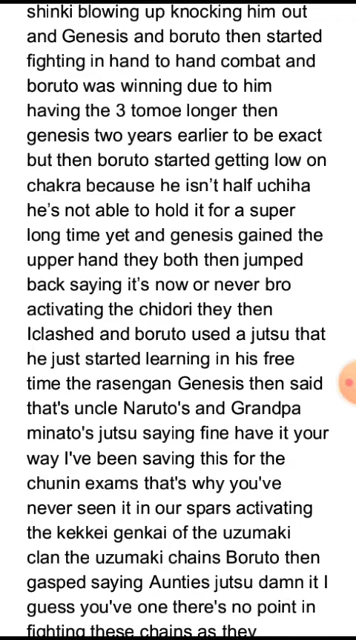 shinki blowing up knocking him out
and Genesis and boruto then started
fighting in hand to hand combat and
boruto was winning due to him
having the 3 tomoe longer then
genesis two years earlier to be exact
but then boruto started getting low on
chakra because he isn't half uchiha
he's not able to hold it for a super
long time yet and genesis gained the
upper hand they both then jumped
back saying it's now or never bro
activating the chidori they then
Iclashed and boruto used a jutsu that
he just started learning in his free
time the rasengan Genesis then said
that's uncle Naruto's and Grandpa
minato's jutsu saying fine have it your
way I've been saving this for the
chunin exams that's why you've
never seen it in our spars activating
the kekkei genkai of the uzumaki
clan the uzumaki chains Boruto then
gasped saying Aunties jutsu damn it I
guess you've one there's no point in
fighting these chains as they